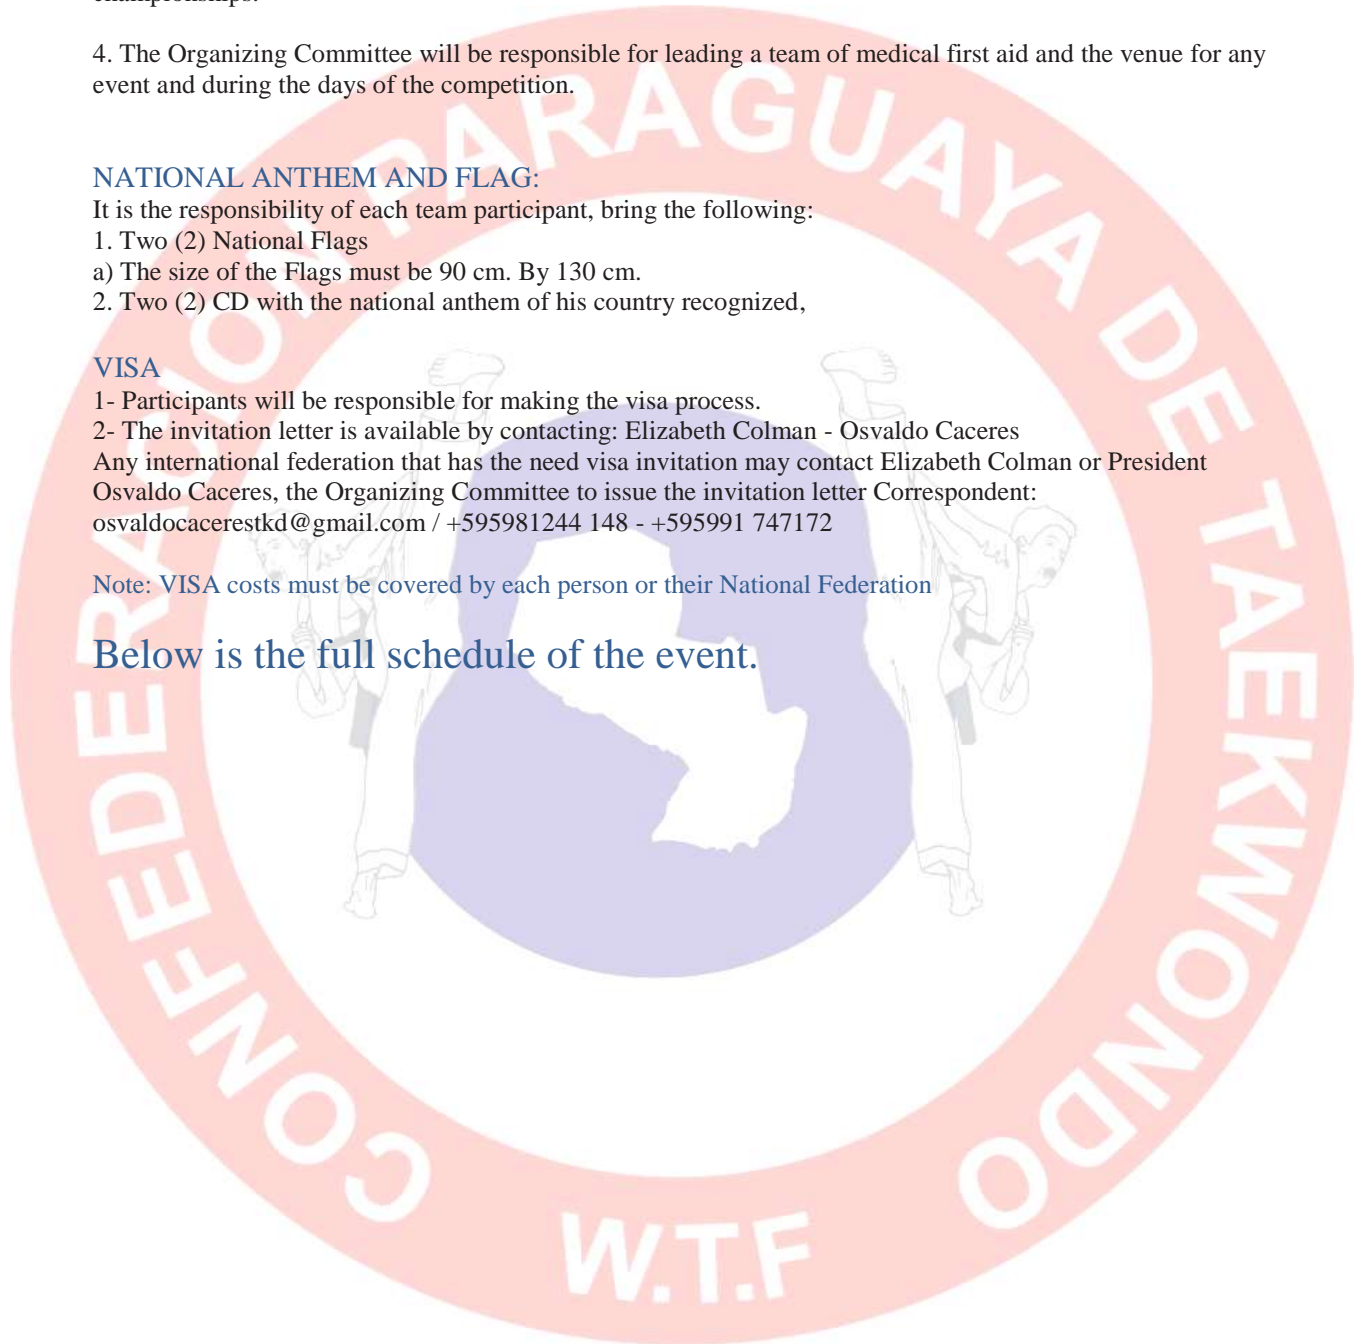 championships.
4. The Organizing Committee will be responsible for leading a team of medical first aid and the venue for any
event and during the days of the competition.
NATIONAL ANTHEM AND FLAG:
It is the responsibility of each team participant, bring the following:
1. Two (2) National Flags
a) The size of the Flags must be 90 cm. By 130 cm.
2. Two (2) CD with the national anthem of his country recognized,
VISA
1- Participants will be responsible for making the visa process.
2- The invitation letter is available by contacting: Elizabeth Colman - Osvaldo Caceres
Any international federation that has the need visa invitation may contact Elizabeth Colman or President
Osvaldo Caceres, the Organizing Committee to issue the invitation letter Correspondent:
osvaldocacerestkd@gmail.com / +595981244 148 - +595991 747172
Note: VISA costs must be covered by each person or their National Federation
Below is the full schedule of the event.
CONFEDERACIÓN PARAGUAYA DE TAEKWONDO
W.T.F